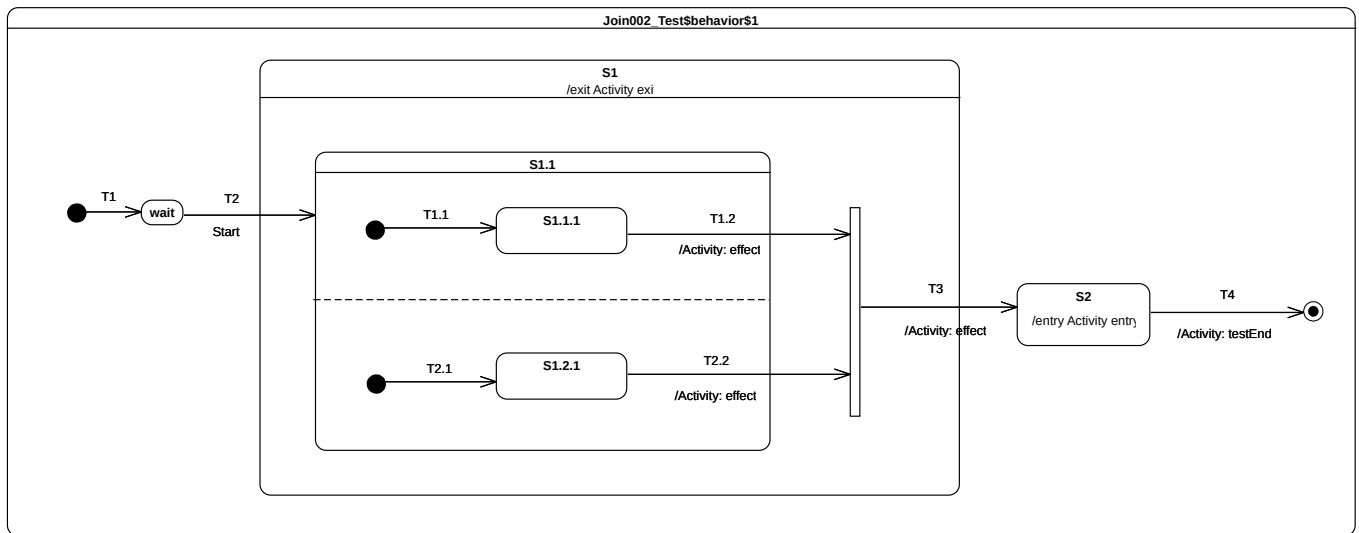 Join002_Test$behavior$1
S1
/exit Activity exi
S1.1
T1
wait
T2
Start
T1.1
S1.1.1
T1.2
/Activity: effect
T3
/Activity: effect
S2
/entry Activity entry
T4
/Activity: testEnd
T2.1
S1.2.1
T2.2
/Activity: effect